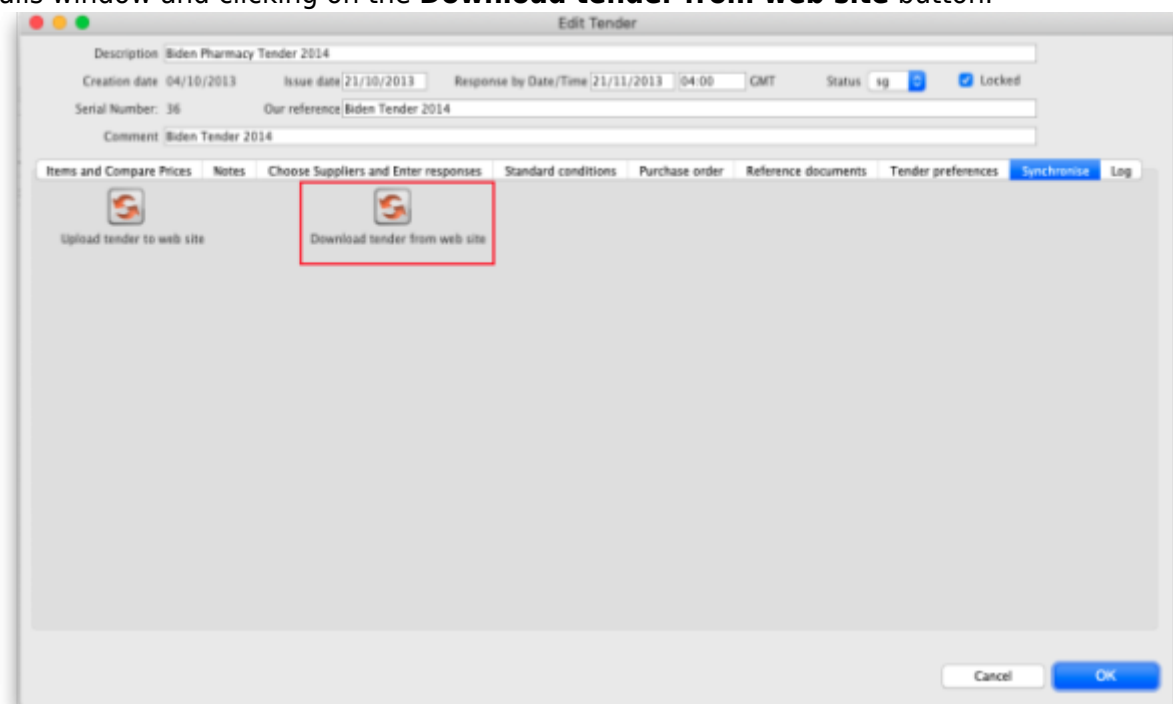 ails window and clicking on the Download tender from web site button.
Edit Tender
Description Biden Pharmacy Tender 2014
Creation date 04/10/2013 Issue date 21/10/2013 Response by Date/Time 21/11/2013 04:00 GMT Status sg Locked
Serial Number: 36 Our reference Biden Tender 2014
Comment Biden Tender 2014
Items and Compare Prices Notes Choose Suppliers and Enter responses Standard conditions Purchase order Reference documents Tender preferences Synchronise Log
Upload tender to web site Download tender from web site
Cancel OK